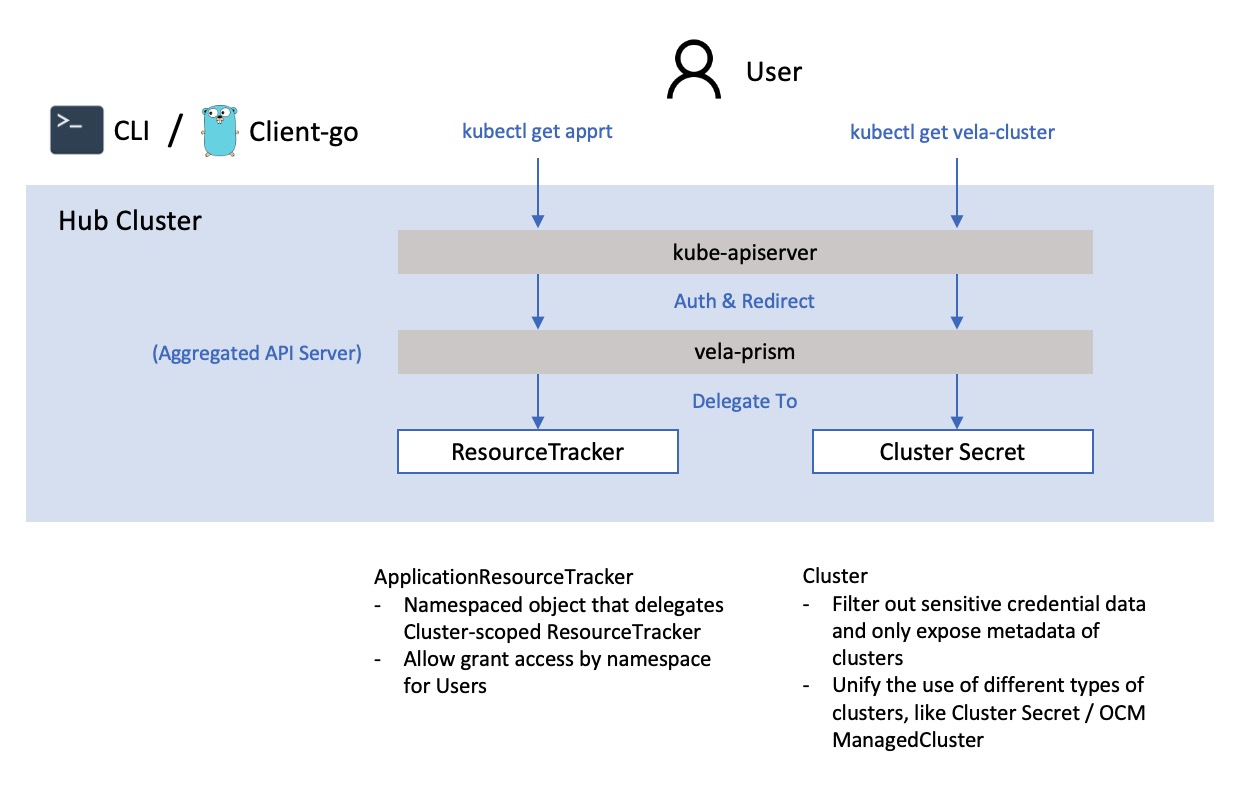 User
>_ CLI / Client-go
kubectl get apprt
kubectl get vela-cluster
Hub Cluster
kube-apiserver
Auth & Redirect
(Aggregated API Server)
vela-prism
Delegate To
ResourceTracker
Cluster Secret
ApplicationResourceTracker
- Namespaced object that delegates
Cluster-scoped ResourceTracker
- Allow grant access by namespace
for Users
Cluster
- Filter out sensitive credential data
and only expose metadata of
clusters
- Unify the use of different types of
clusters, like Cluster Secret / OCM
ManagedCluster